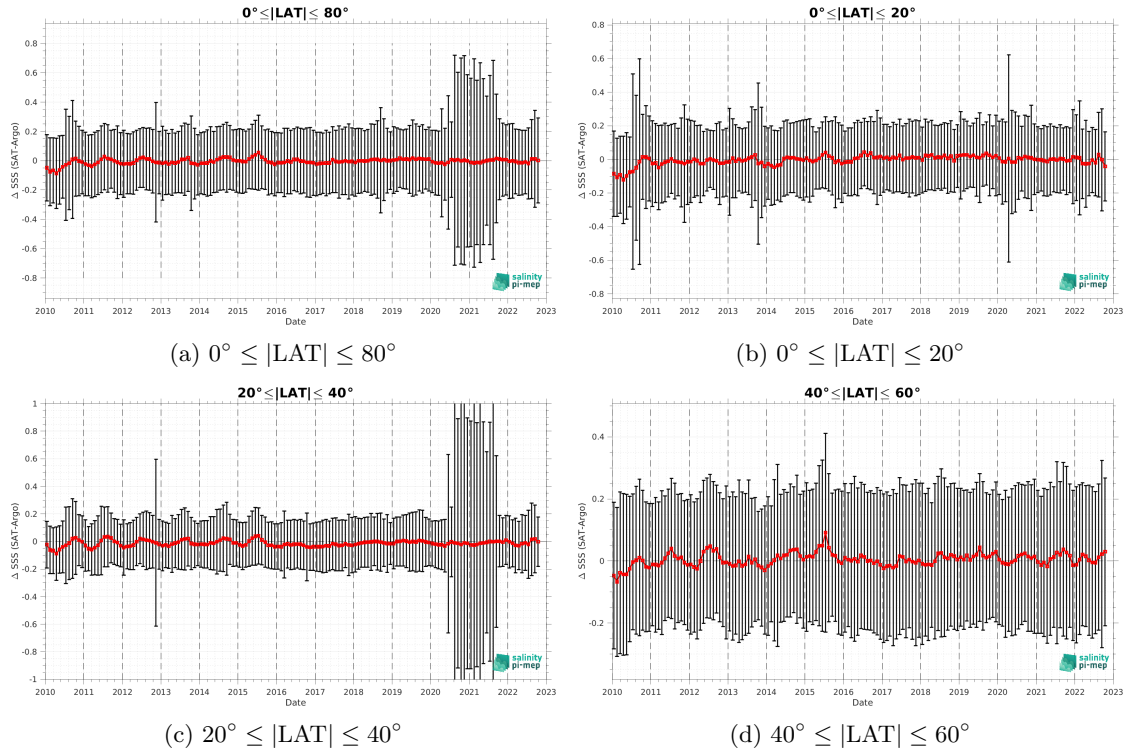 0°≤|LAT|≤ 80°
Δ SSS (SAT-Argo)
0.8
0.6
0.4
0.2
0
-0.2
-0.4
-0.6
-0.8
2010 2011 2012 2013 2014 2015 2016 2017 2018 2019 2020 2021 2022 2023
Date
salinity
pi-mep
(a) 0° ≤ |LAT| ≤ 80°
0°≤|LAT|≤ 20°
Δ SSS (SAT-Argo)
0.8
0.6
0.4
0.2
0
-0.2
-0.4
-0.6
-0.8
2010 2011 2012 2013 2014 2015 2016 2017 2018 2019 2020 2021 2022 2023
Date
salinity
pi-mep
(b) 0° ≤ |LAT| ≤ 20°
20°≤|LAT|≤ 40°
Δ SSS (SAT-Argo)
1
0.8
0.6
0.4
0.2
0
-0.2
-0.4
-0.6
-0.8
-1
2010 2011 2012 2013 2014 2015 2016 2017 2018 2019 2020 2021 2022 2023
Date
salinity
pi-mep
(c) 20° ≤ |LAT| ≤ 40°
40°≤|LAT|≤ 60°
Δ SSS (SAT-Argo)
0.4
0.2
0
-0.2
2010 2011 2012 2013 2014 2015 2016 2017 2018 2019 2020 2021 2022 2023
Date
salinity
pi-mep
(d) 40° ≤ |LAT| ≤ 60°